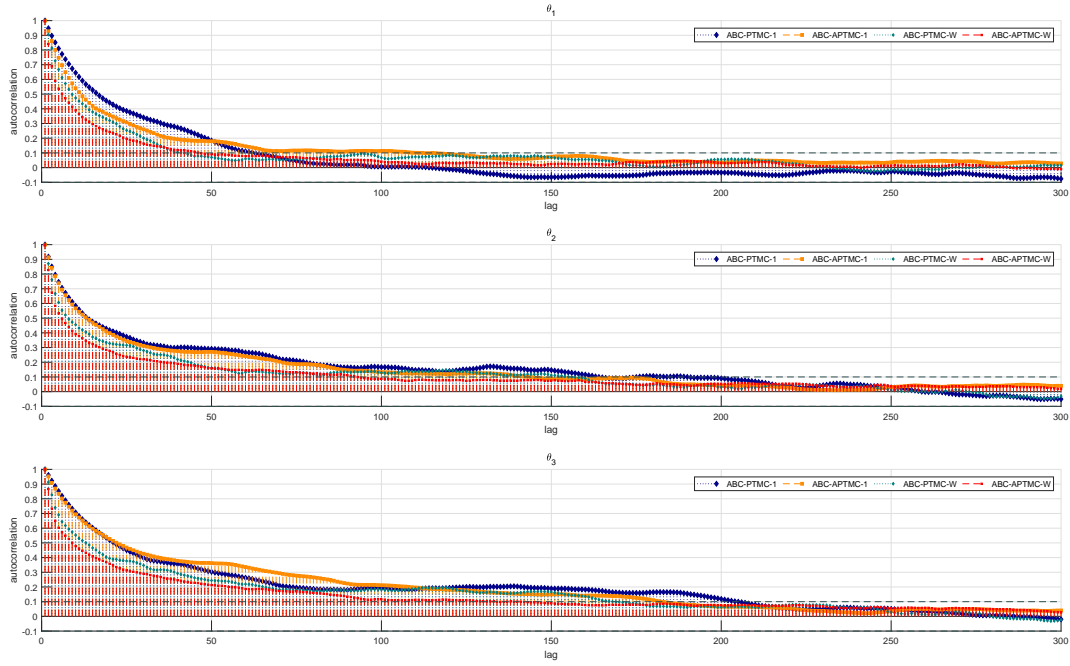 θ1
1
0.9
0.8
0.7
0.6
0.5
0.4
0.3
0.2
0.1
0
-0.1
autocorrelation
ABC-PTMC-1 ABC-APTMC-1 ABC-PTMC-W ABC-APTMC-W
0 50 100 150 200 250 300
lag
θ2
1
0.9
0.8
0.7
0.6
0.5
0.4
0.3
0.2
0.1
0
-0.1
autocorrelation
ABC-PTMC-1 ABC-APTMC-1 ABC-PTMC-W ABC-APTMC-W
0 50 100 150 200 250 300
lag
θ3
1
0.9
0.8
0.7
0.6
0.5
0.4
0.3
0.2
0.1
0
-0.1
autocorrelation
ABC-PTMC-1 ABC-APTMC-1 ABC-PTMC-W ABC-APTMC-W
0 50 100 150 200 250 300
lag